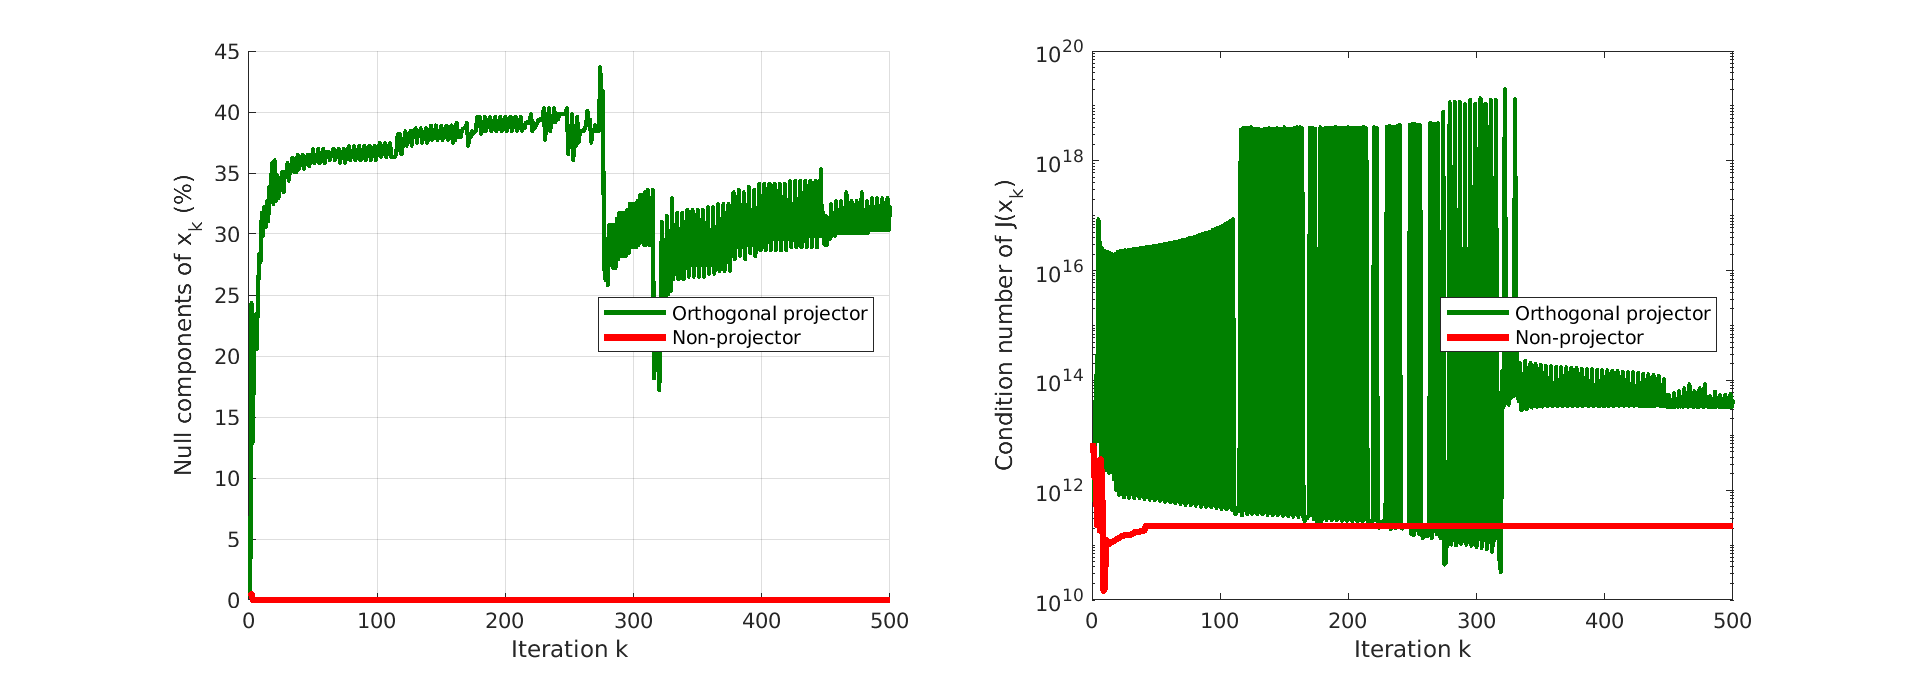 45
40
35
30
25
20
15
10
5
0
0 100 200 300 400 500
Null components of x_k (%)
Iteration k
Orthogonal projector
Non-projector
10^20
10^18
10^16
10^14
10^12
10^10
0 100 200 300 400 500
Condition number of J(x_k)
Iteration k
Orthogonal projector
Non-projector